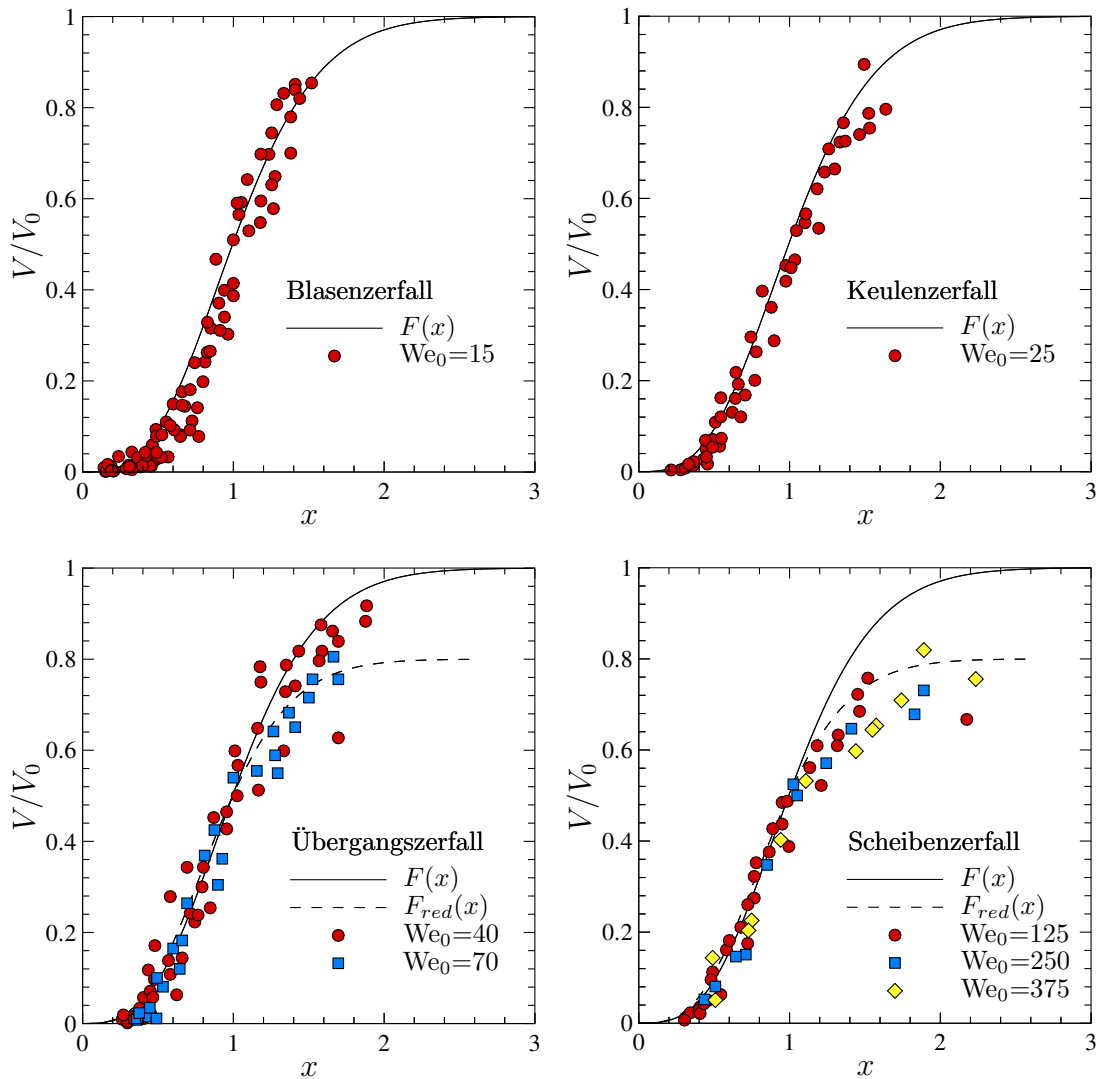 1
0.8
0.6
0.4
0.2
0
V/V₀
Blasenzerfall
F(x)
We₀=15
0 1 2 3
x
1
0.8
0.6
0.4
0.2
0
V/V₀
Keulenzerfall
F(x)
We₀=25
0 1 2 3
x
1
0.8
0.6
0.4
0.2
0
V/V₀
Übergangszerfall
F(x)
F_red(x)
We₀=40
We₀=70
0 1 2 3
x
1
0.8
0.6
0.4
0.2
0
V/V₀
Scheibenzerfall
F(x)
F_red(x)
We₀=125
We₀=250
We₀=375
0 1 2 3
x